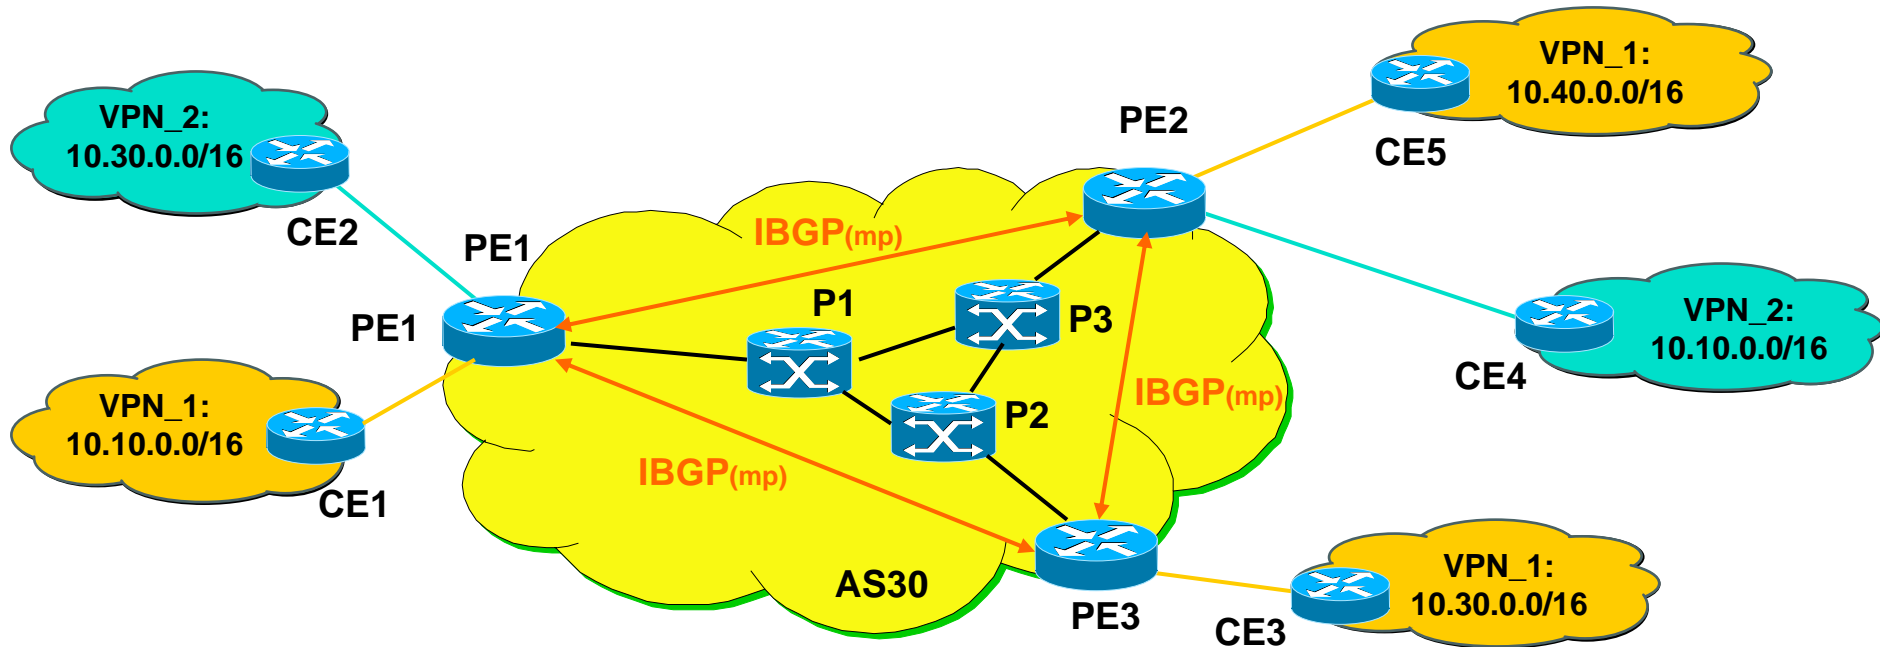 VPN_1:
10.40.0.0/16
VPN_2:
10.30.0.0/16
PE2
CE5
CE2
PE1
IBGP(mp)
P1
P3
PE1
VPN_2:
10.10.0.0/16
CE4
IBGP(mp)
VPN_1:
10.10.0.0/16
P2
IBGP(mp)
CE1
AS30
PE3
VPN_1:
10.30.0.0/16
CE3